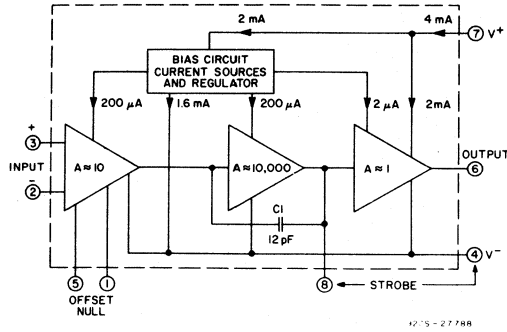 2 mA
4 mA
7 V+
BIAS CIRCUIT
CURRENT SOURCES
AND REGULATOR
200 μA
1.6 mA
200 μA
2 μA
2mA
+
3
INPUT
A≈10
A≈10,000
A≈1
OUTPUT
6
-
2
C1
12 pF
4 V-
5
1
8
STROBE
OFFSET
NULL